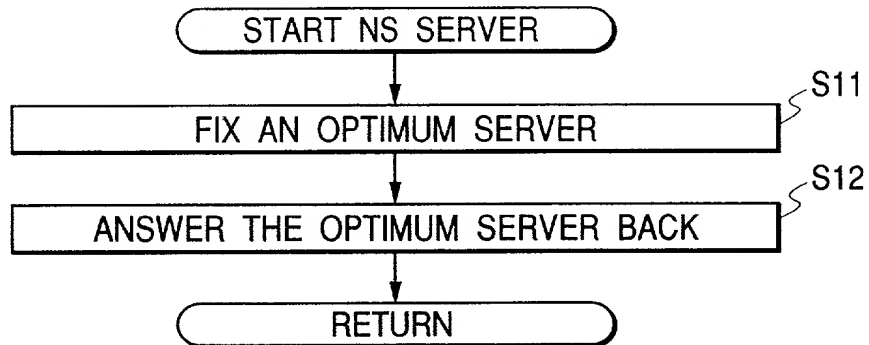 START NS SERVER
S11
FIX AN OPTIMUM SERVER
S12
ANSWER THE OPTIMUM SERVER BACK
RETURN